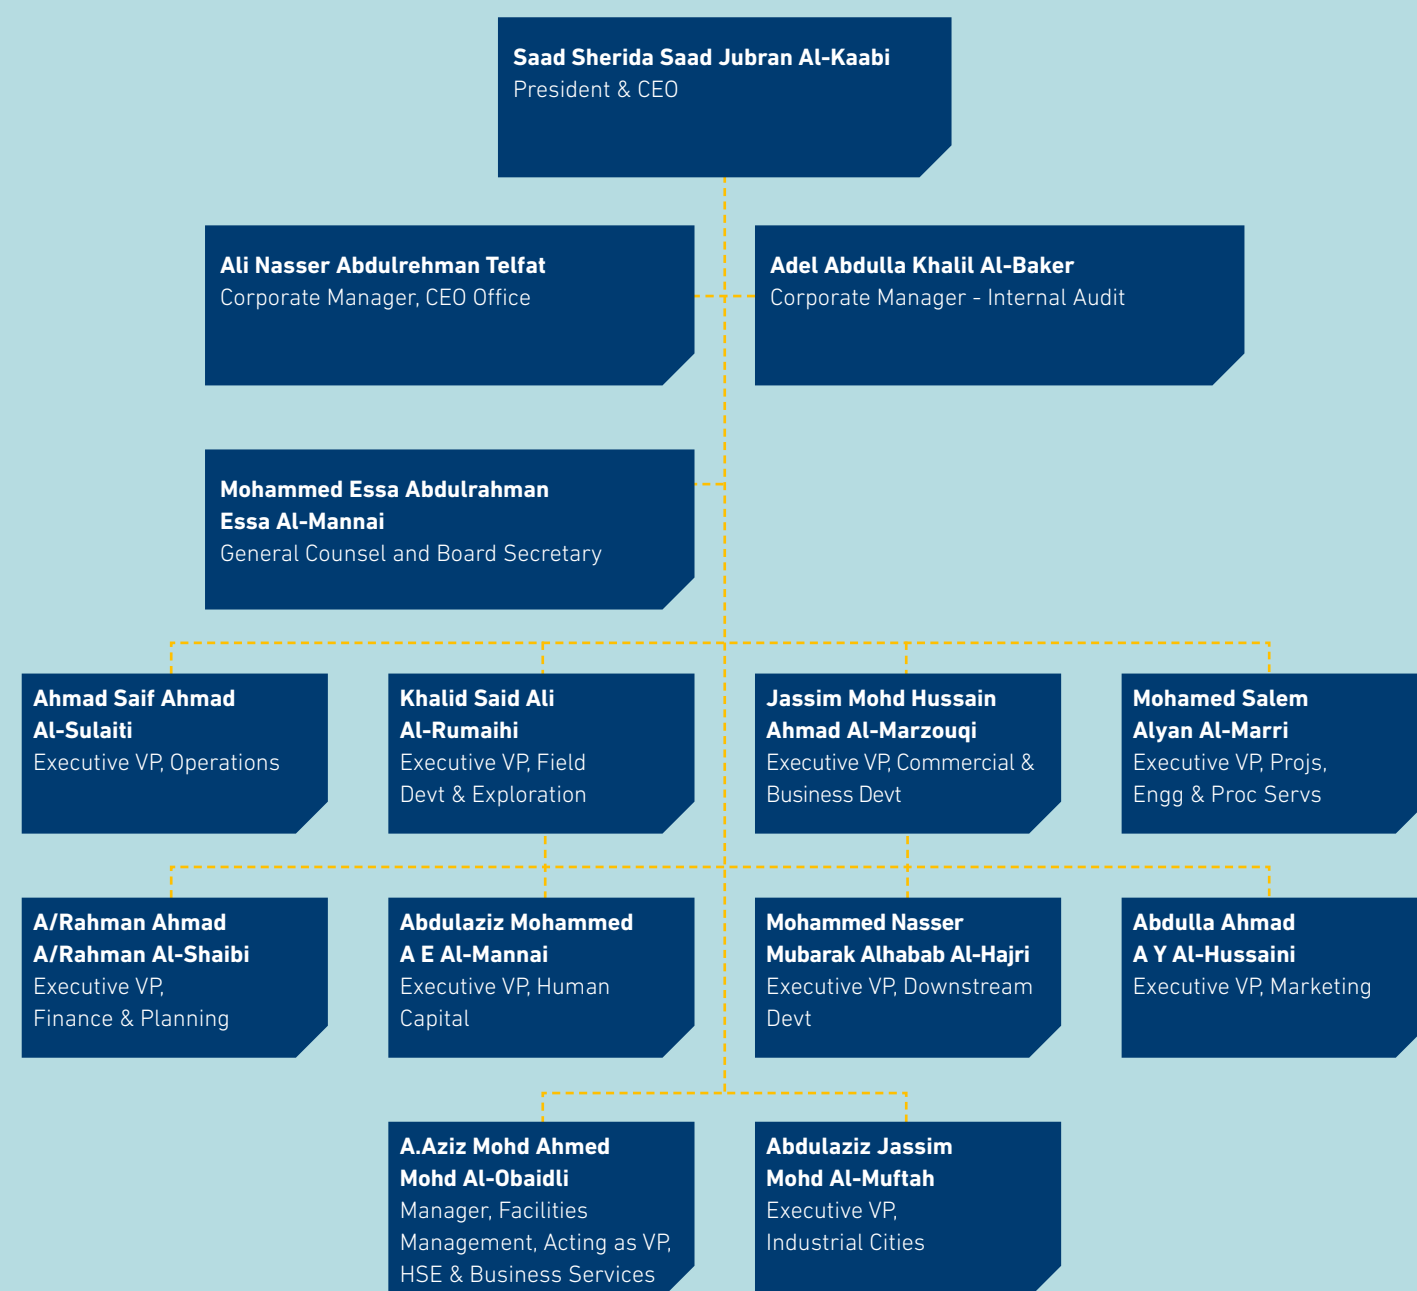 Saad Sherida Saad Jubran Al-Kaabi
President & CEO
Ali Nasser Abdulrehman Telfat
Corporate Manager, CEO Office
Adel Abdulla Khalil Al-Baker
Corporate Manager - Internal Audit
Mohammed Essa Abdulrahman
Essa Al-Mannai
General Counsel and Board Secretary
Ahmad Saif Ahmad
Al-Sulaiti
Executive VP, Operations
Khalid Said Ali
Al-Rumaihi
Executive VP, Field
Devt & Exploration
Jassim Mohd Hussain
Ahmad Al-Marzouqi
Executive VP, Commercial &
Business Devt
Mohamed Salem
Alyan Al-Marri
Executive VP, Projs,
Engg & Proc Servs
A/Rahman Ahmad
A/Rahman Al-Shaibi
Executive VP,
Finance & Planning
Abdulaziz Mohammed
A E Al-Mannai
Executive VP, Human
Capital
Mohammed Nasser
Mubarak Alhabab Al-Hajri
Executive VP, Downstream
Devt
Abdulla Ahmad
A Y Al-Hussaini
Executive VP, Marketing
A.Aziz Mohd Ahmed
Mohd Al-Obaidli
Manager, Facilities
Management, Acting as VP,
HSE & Business Services
Abdulaziz Jassim
Mohd Al-Muftah
Executive VP,
Industrial Cities